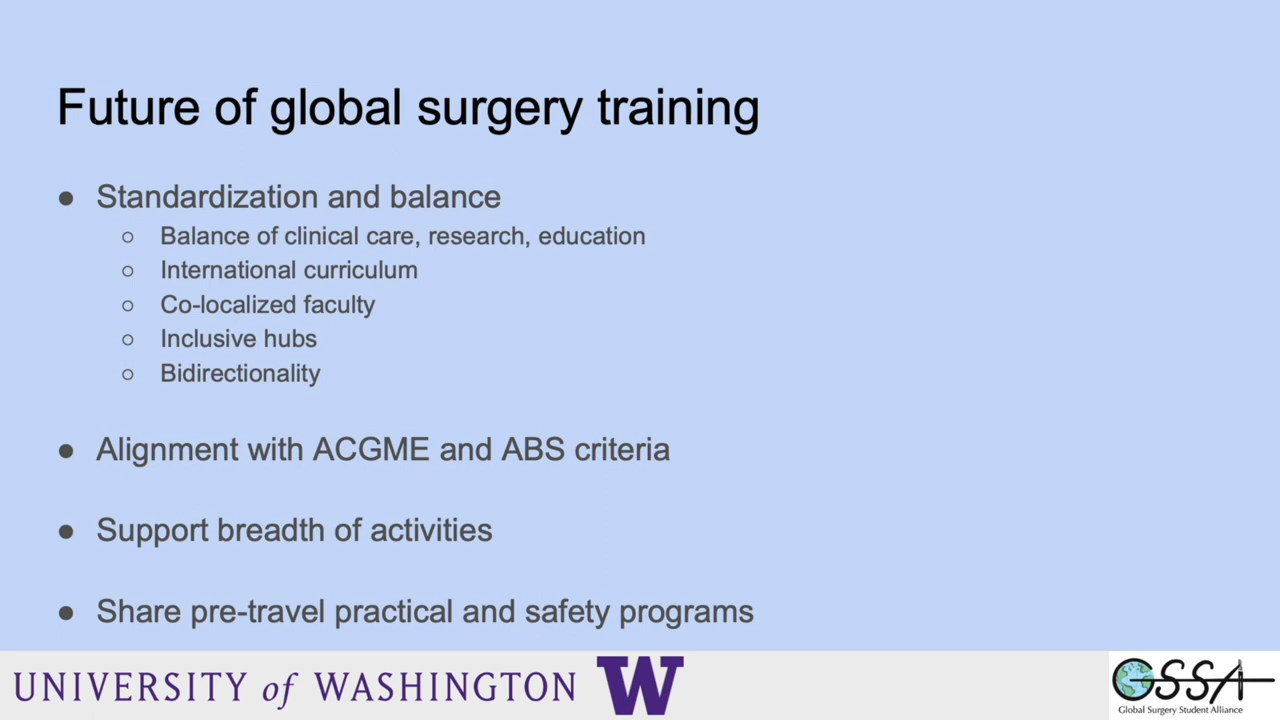 Future of global surgery training
● Standardization and balance
○ Balance of clinical care, research, education
○ International curriculum
○ Co-localized faculty
○ Inclusive hubs
○ Bidirectionality
● Alignment with ACGME and ABS criteria
● Support breadth of activities
● Share pre-travel practical and safety programs
UNIVERSITY of WASHINGTON W
GSSA
Global Surgery Student Alliance